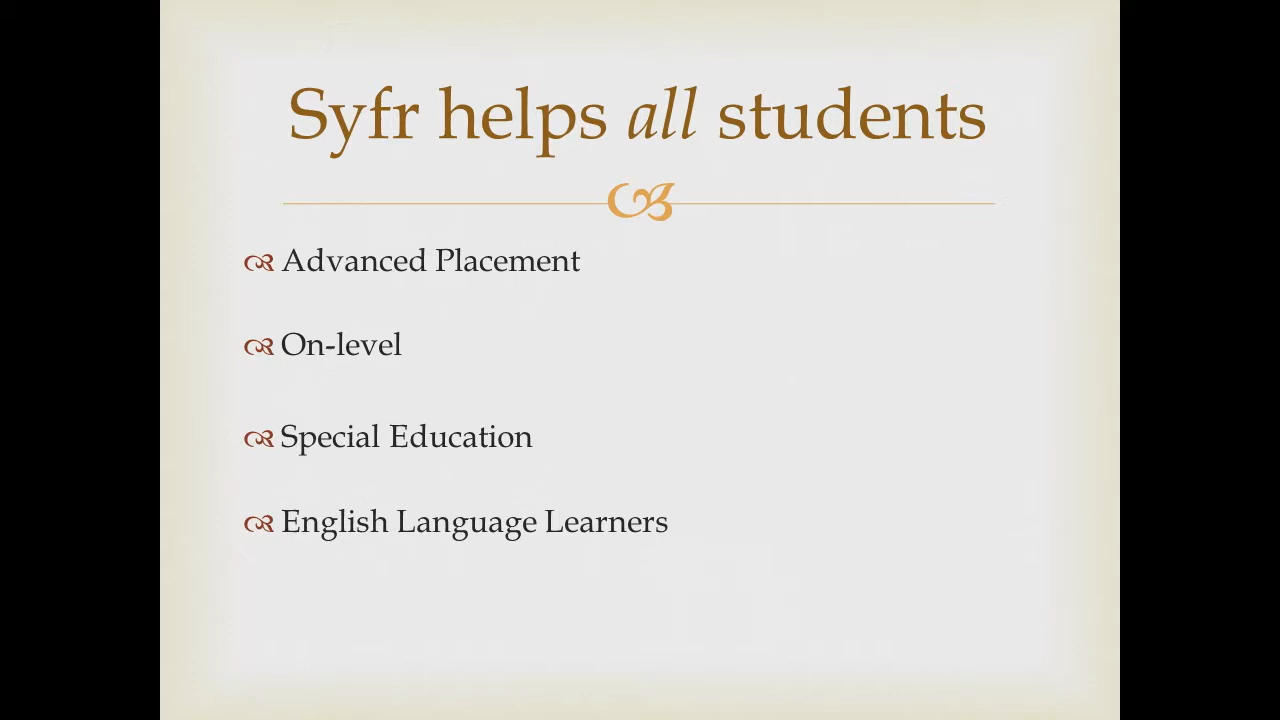 Syfr helps all students
Advanced Placement
On-level
Special Education
English Language Learners